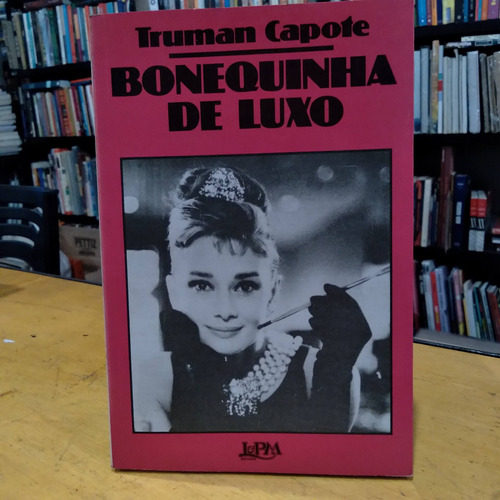 Truman Capote
BONEQUINHA
DE LUXO
L&PM